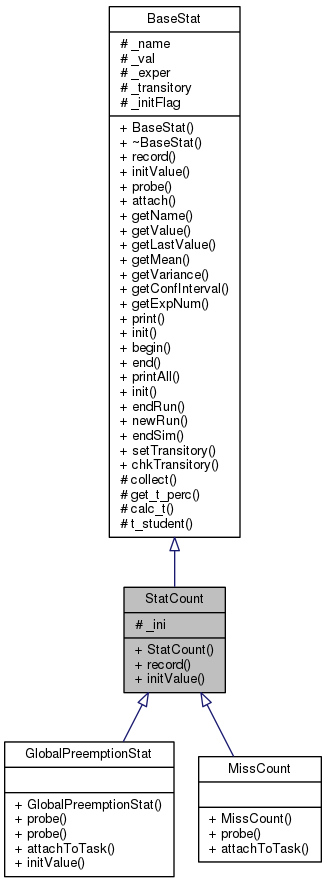 BaseStat
# _name
# _val
# _exper
# _transitory
# _initFlag
+ BaseStat()
+ ~BaseStat()
+ record()
+ initValue()
+ probe()
+ attach()
+ getName()
+ getValue()
+ getLastValue()
+ getMean()
+ getVariance()
+ getConfInterval()
+ getExpNum()
+ print()
+ init()
+ begin()
+ end()
+ printAll()
+ init()
+ endRun()
+ newRun()
+ endSim()
+ setTransitory()
+ chkTransitory()
# collect()
# get_t_perc()
# calc_t()
# t_student()
StatCount
# _ini
+ StatCount()
+ record()
+ initValue()
GlobalPreemptionStat
+ GlobalPreemptionStat()
+ probe()
+ probe()
+ attachToTask()
+ initValue()
MissCount
+ MissCount()
+ probe()
+ attachToTask()